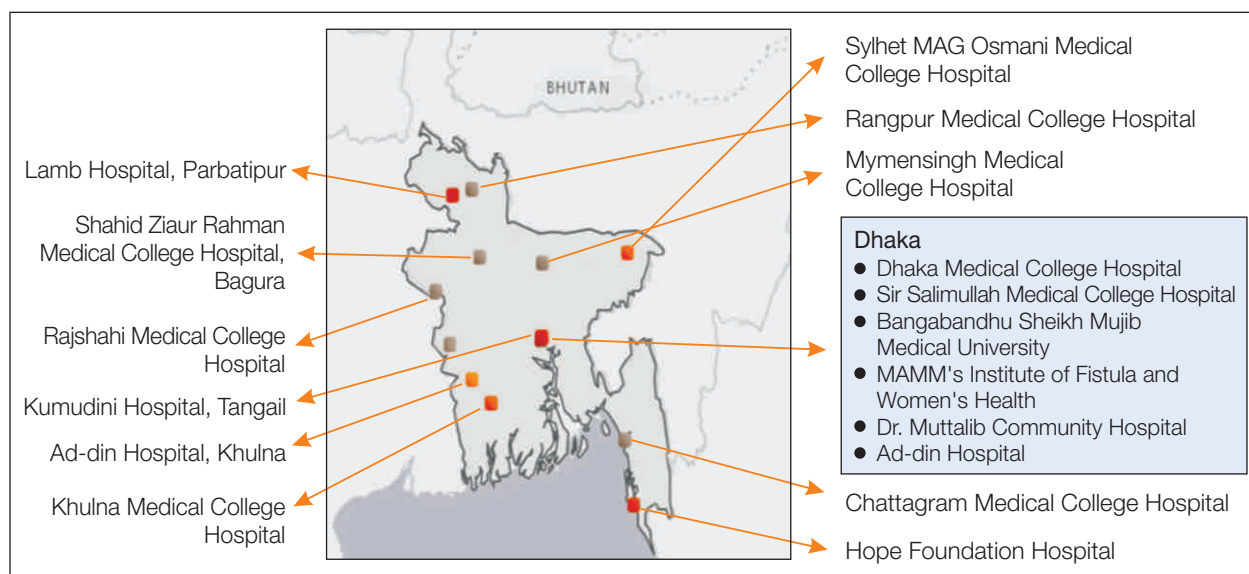 BHUTAN
Lamb Hospital, Parbatipur
Shahid Ziaur Rahman
Medical College Hospital,
Bagura
Rajshahi Medical College
Hospital
Kumudini Hospital, Tangail
Ad-din Hospital, Khulna
Khulna Medical College
Hospital
Sylhet MAG Osmani Medical
College Hospital
Rangpur Medical College Hospital
Mymensingh Medical
College Hospital
Dhaka
● Dhaka Medical College Hospital
● Sir Salimullah Medical College Hospital
● Bangabandhu Sheikh Mujib
Medical University
● MAMM's Institute of Fistula and
Women's Health
● Dr. Muttalib Community Hospital
● Ad-din Hospital
Chattagram Medical College Hospital
Hope Foundation Hospital